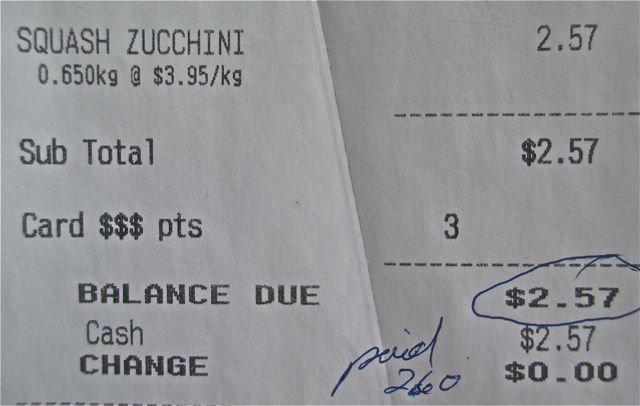 SQUASH ZUCCHINI 2.57
0.650kg @ $3.95/kg
Sub Total $2.57
Card $$$ pts 3
BALANCE DUE $2.57
Cash $2.57
CHANGE $0.00
paid
260